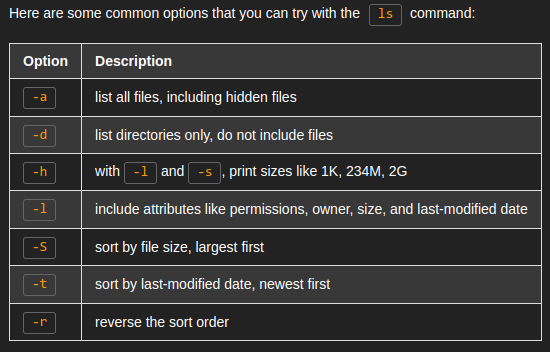 Here are some common options that you can try with the ls command:
Option Description
-a list all files, including hidden files
-d list directories only, do not include files
-h with -l and -s, print sizes like 1K, 234M, 2G
-l include attributes like permissions, owner, size, and last-modified date
-S sort by file size, largest first
-t sort by last-modified date, newest first
-r reverse the sort order